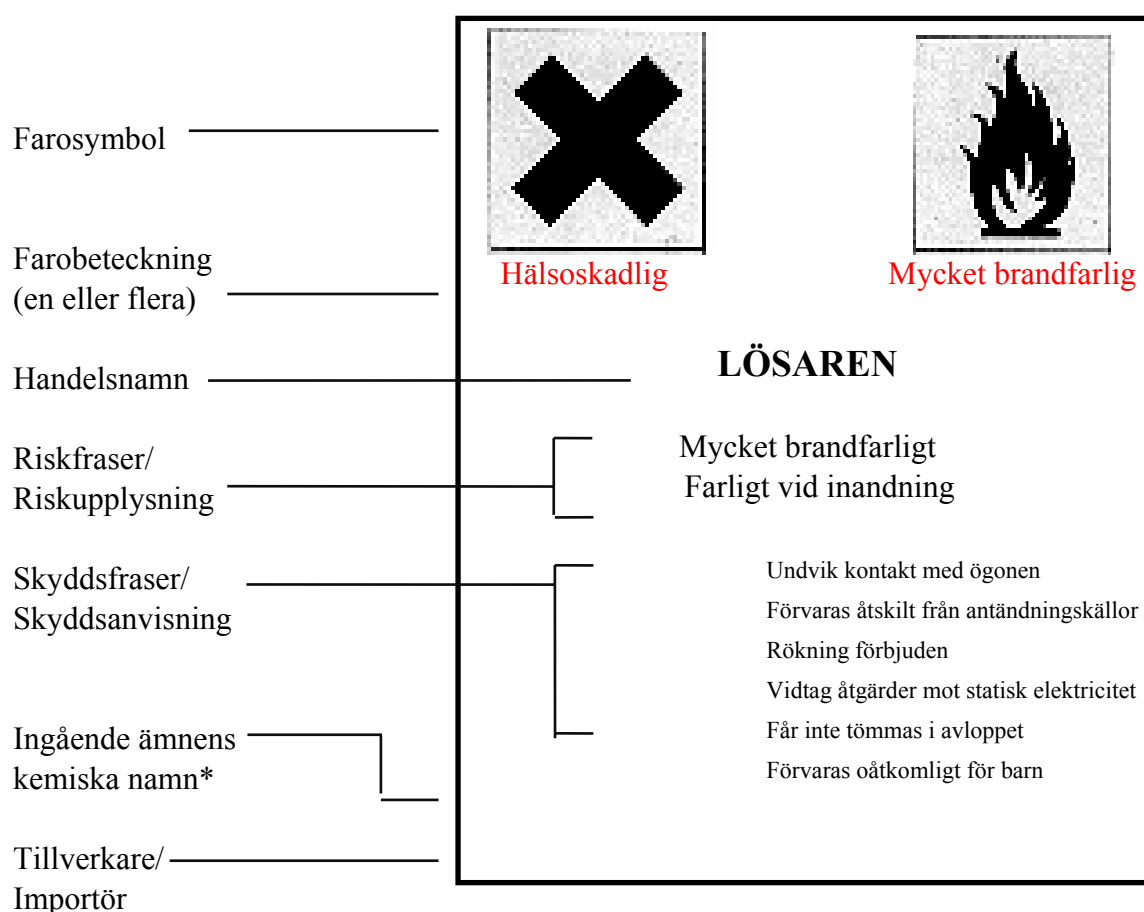 Farosymbol
Farobeteckning
(en eller flera)
Hälsoskadlig
Mycket brandfarlig
Handelsnamn
LÖSAREN
Riskfraser/
Riskupplysning
Mycket brandfarligt
Farligt vid inandning
Skyddsfraser/
Skyddsanvisning
Undvik kontakt med ögonen
Förvaras åtskilt från antändningskällor
Rökning förbjuden
Vidtag åtgärder mot statisk elektricitet
Får inte tömmas i avloppet
Förvaras oåtkomligt för barn
Ingående ämnens
kemiska namn*
Tillverkare/
Importör